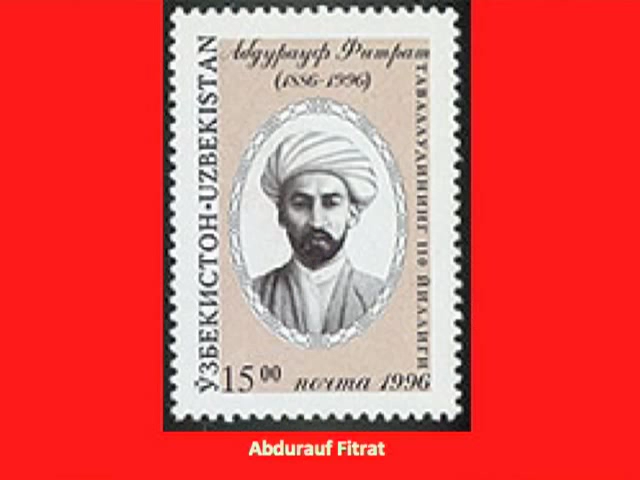 Абдурауф Фитрат
(1886-1996)
ЎЗБЕКИСТОН·UZBEKISTAN
ТАВАЛЛУДИНИНГ 110 ЙИЛЛИГИ
15 00
почта 1996
Abdurauf Fitrat